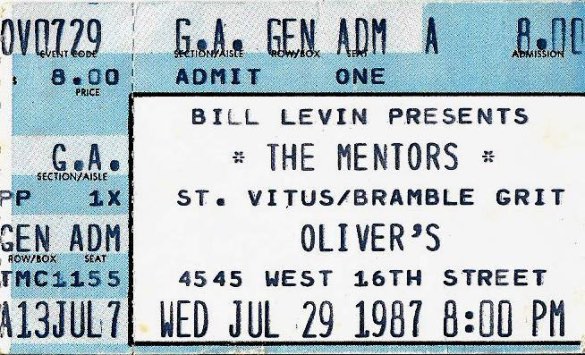 OVO729
EVENT CODE
G.A. GEN ADM A 8.00
SECTION/AISLE ROW/BOX ADMISSION
8.00
PRICE
ADMIT ONE
BILL LEVIN PRESENTS
* THE MENTORS *
ST. VITUS/BRAMBLE GRIT
OLIVER'S
4545 WEST 16TH STREET
WED JUL 29 1987 8:00 PM
G.A.
SECTION/AISLE
PP 1X
GEN ADM
ROW/BOX SEAT
TMC1155
A13JUL7